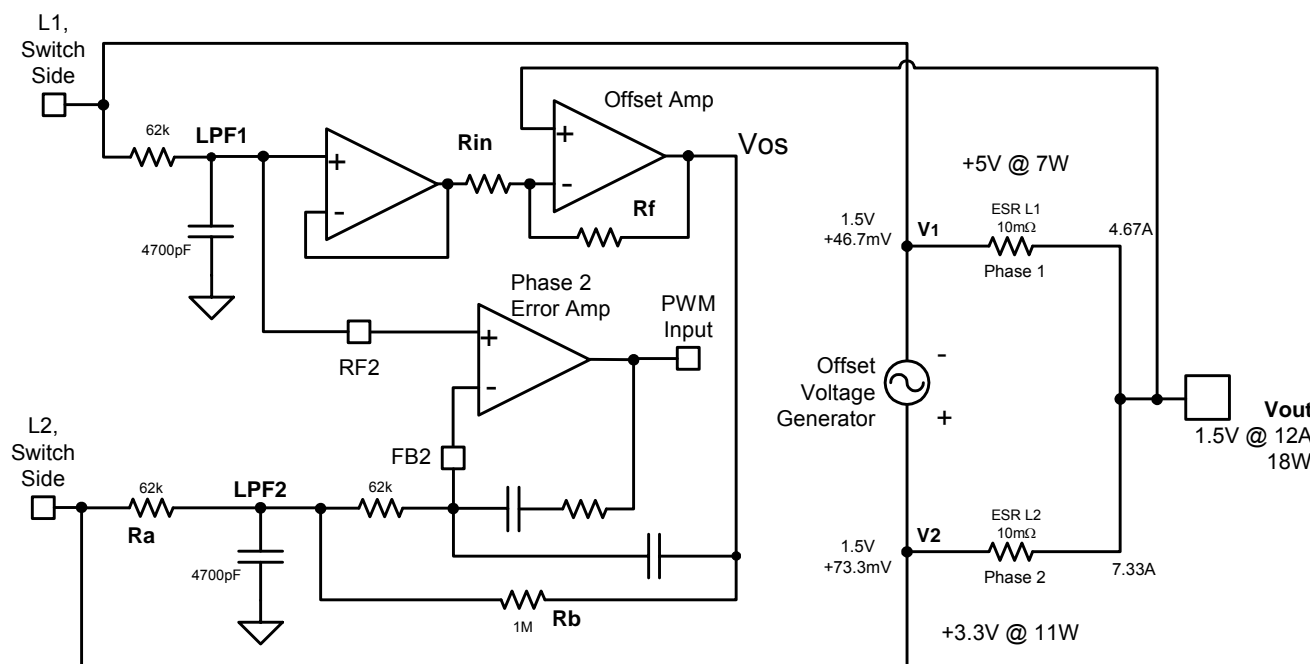 L1,
Switch
Side
62k
LPF1
4700pF
+
-
Rin
Offset Amp
+
-
Rf
Vos
+5V @ 7W
1.5V
+46.7mV
V1
ESR L1
10mΩ
Phase 1
4.67A
Phase 2
Error Amp
+
-
RF2
PWM
Input
FB2
Offset
Voltage
Generator
-
+
Vout
1.5V @ 12A
18W
L2,
Switch
Side
62k
Ra
LPF2
4700pF
62k
1M
Rb
1.5V
+73.3mV
V2
ESR L2
10mΩ
Phase 2
7.33A
+3.3V @ 11W